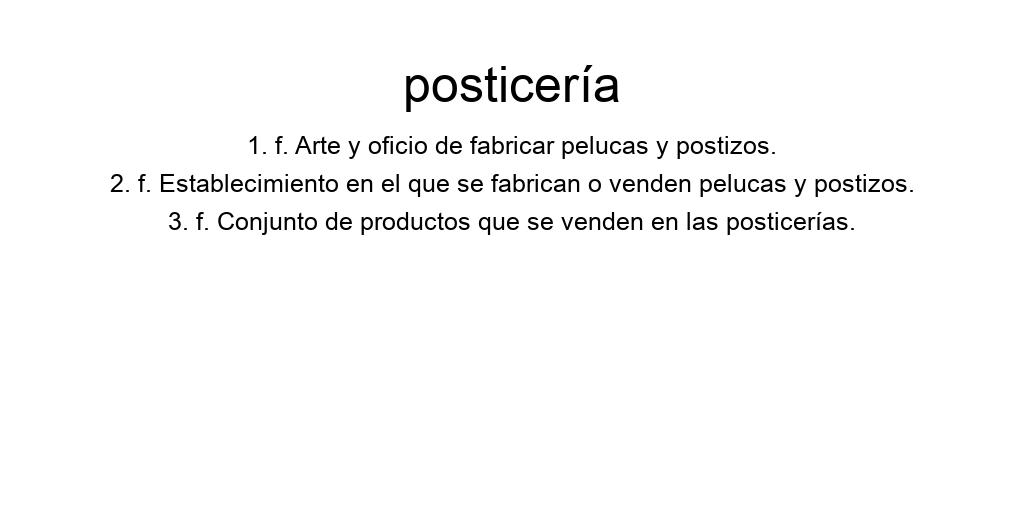 posticería
1. f. Arte y oficio de fabricar pelucas y postizos.
2. f. Establecimiento en el que se fabrican o venden pelucas y postizos.
3. f. Conjunto de productos que se venden en las posticerías.